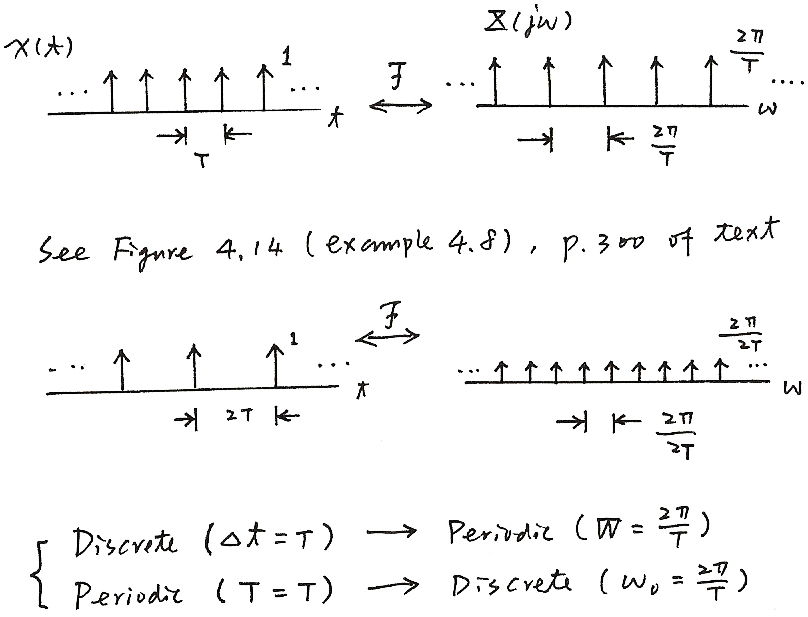 x(t) 1 ... ... t
T
ℱ
X(jω) 2π/T ... .... ω
2π/T
See Figure 4.14 (example 4.8), p.300 of text
... 1 ... t
2T
ℱ
... 2π/2T ... ω
2π/2T
Discrete (Δt = T) → Periodic (W = 2π/T)
Periodic (T = T) → Discrete (ω₀ = 2π/T)